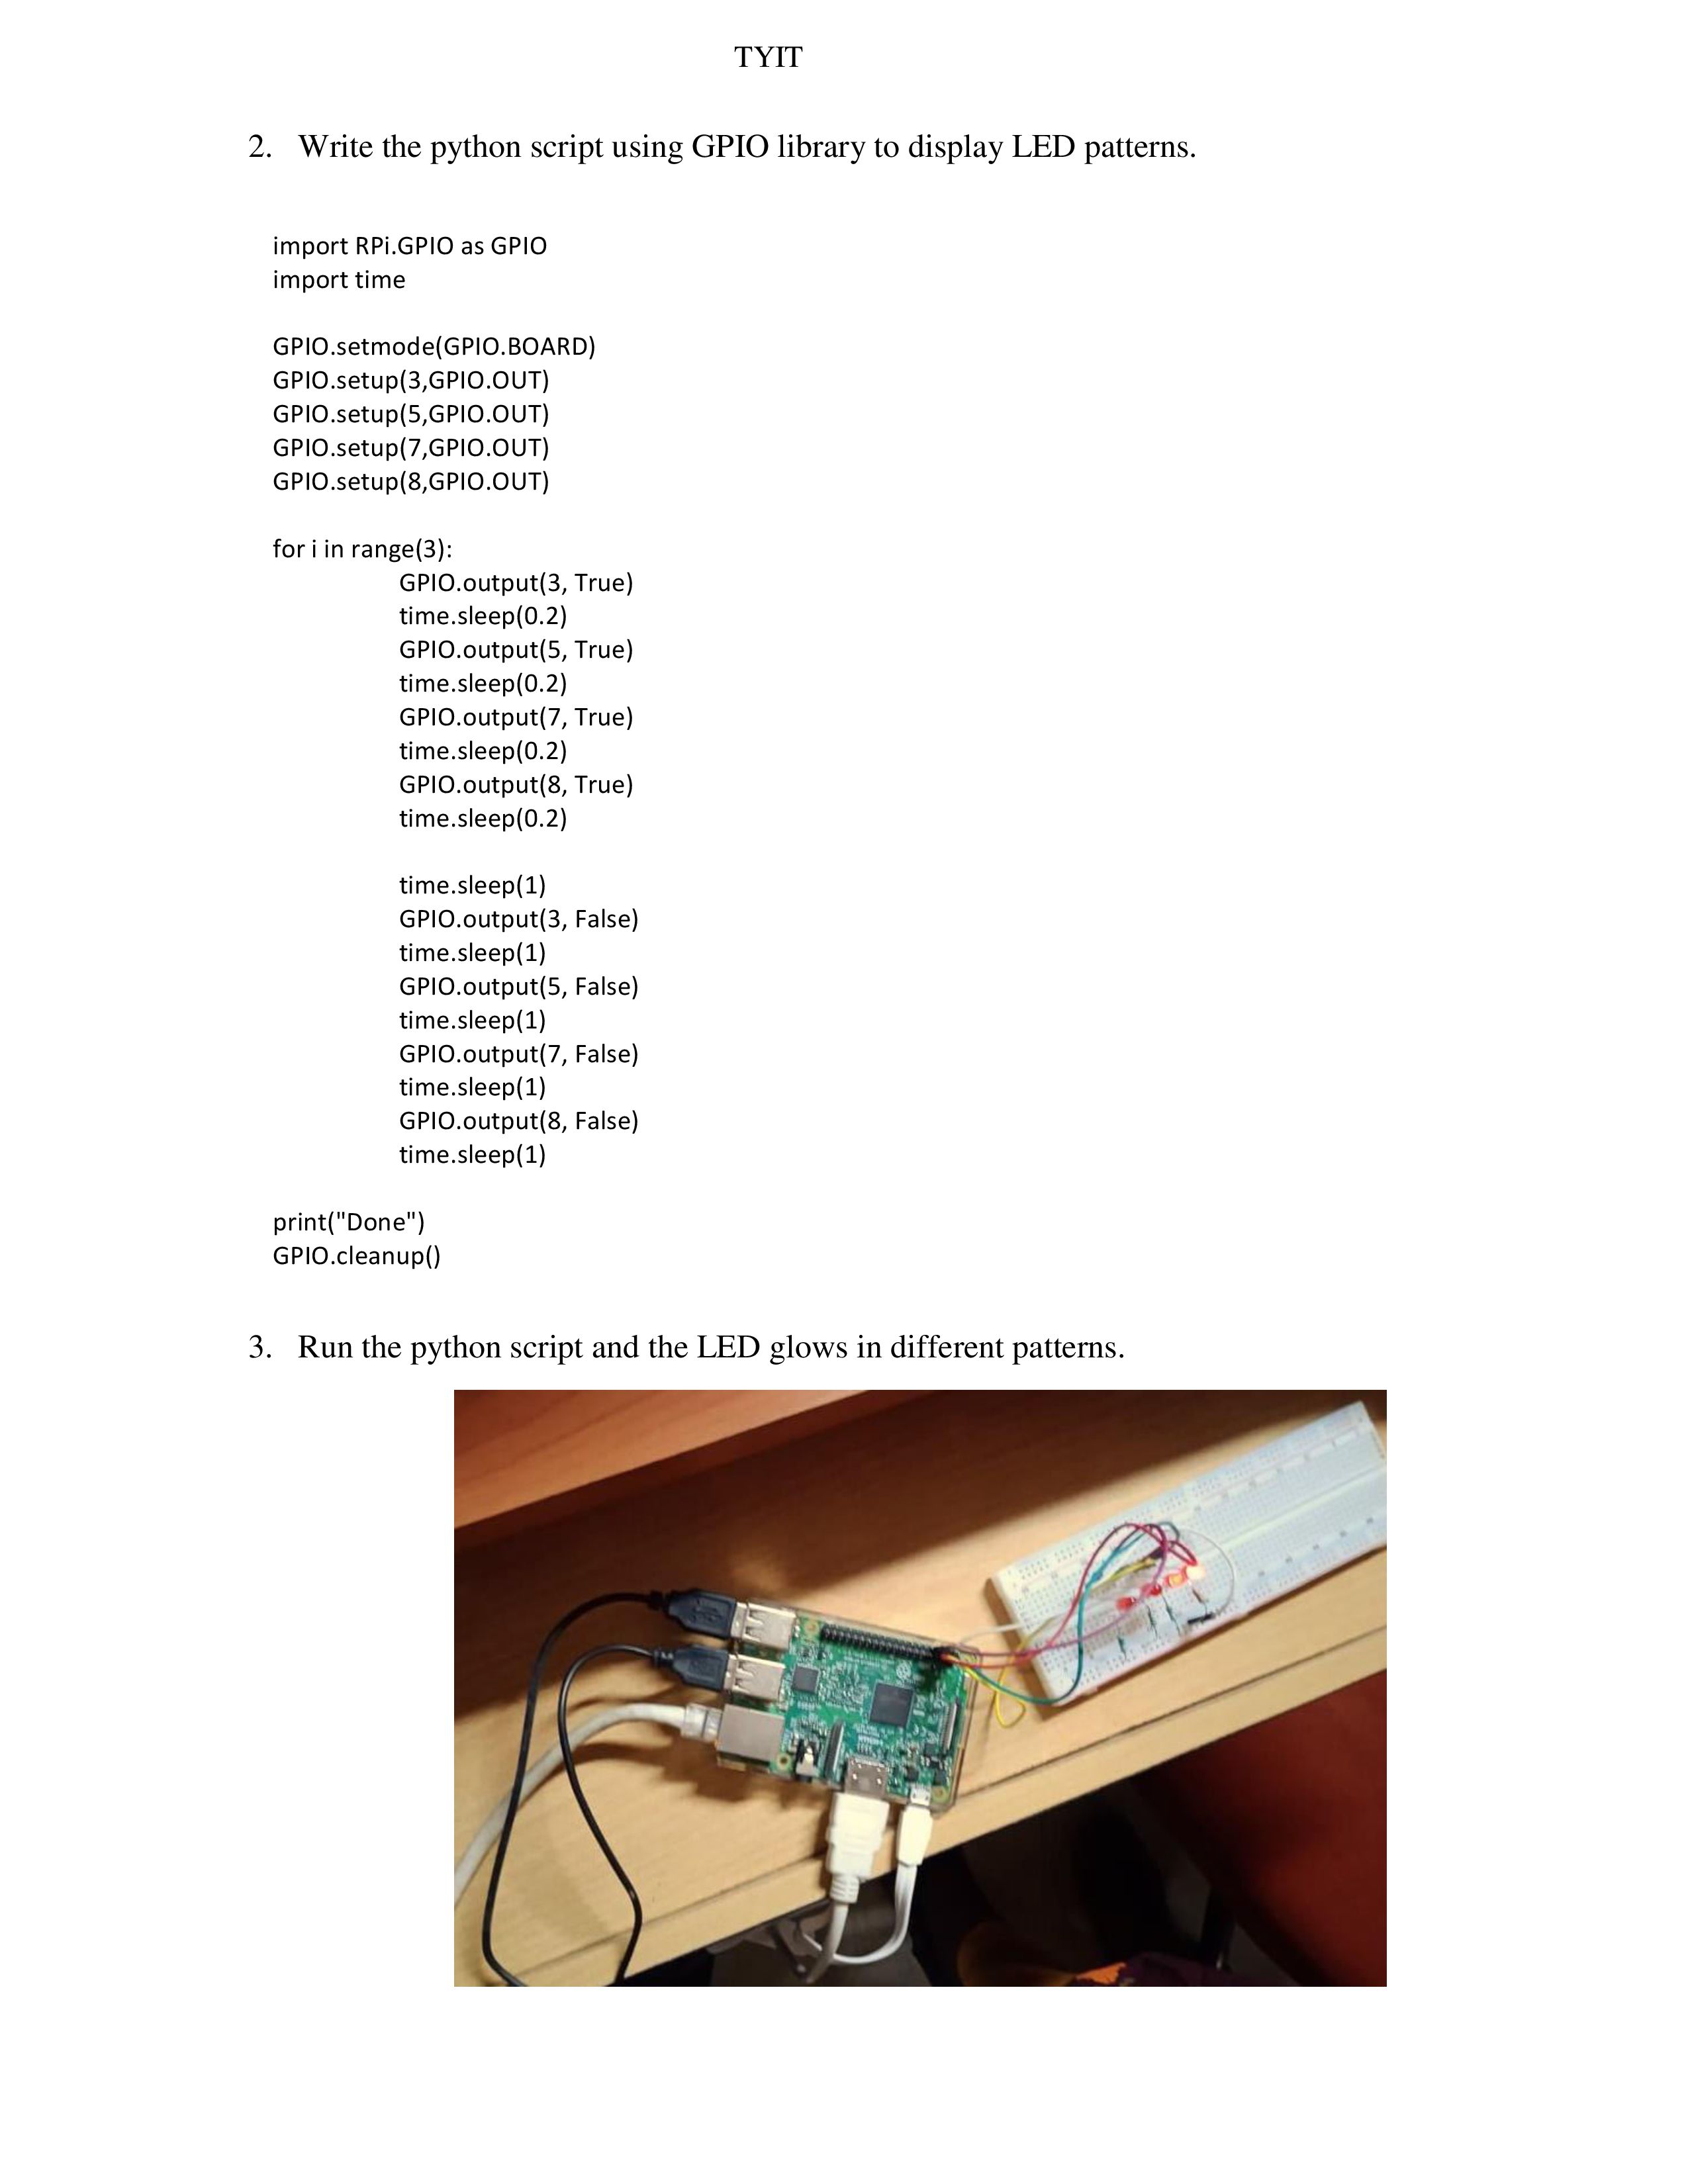 TYIT
2. Write the python script using GPIO library to display LED patterns.
import RPi.GPIO as GPIO
import time
GPIO.setmode(GPIO.BOARD)
GPIO.setup(3,GPIO.OUT)
GPIO.setup(5,GPIO.OUT)
GPIO.setup(7,GPIO.OUT)
GPIO.setup(8,GPIO.OUT)
for i in range(3):
GPIO.output(3, True)
time.sleep(0.2)
GPIO.output(5, True)
time.sleep(0.2)
GPIO.output(7, True)
time.sleep(0.2)
GPIO.output(8, True)
time.sleep(0.2)
time.sleep(1)
GPIO.output(3, False)
time.sleep(1)
GPIO.output(5, False)
time.sleep(1)
GPIO.output(7, False)
time.sleep(1)
GPIO.output(8, False)
time.sleep(1)
print("Done")
GPIO.cleanup()
3. Run the python script and the LED glows in different patterns.